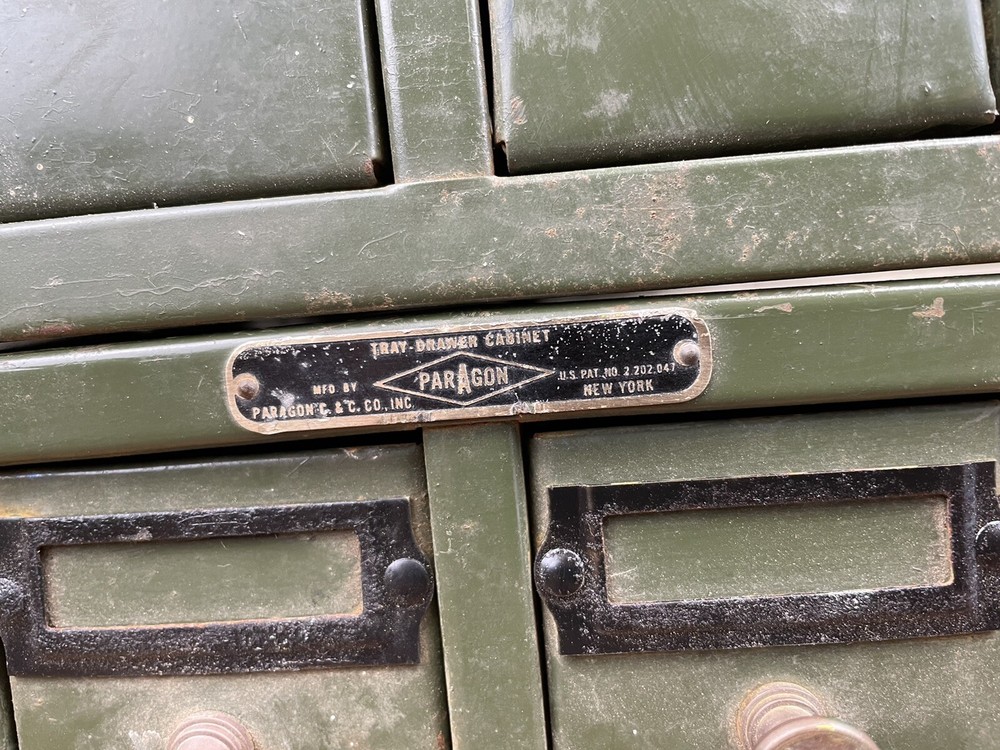 TRAY-DRAWER CABINET
MFD BY
PARAGON C. & C. CO., INC.
PARAGON
U.S. PAT. NO. 2,202,047
NEW YORK